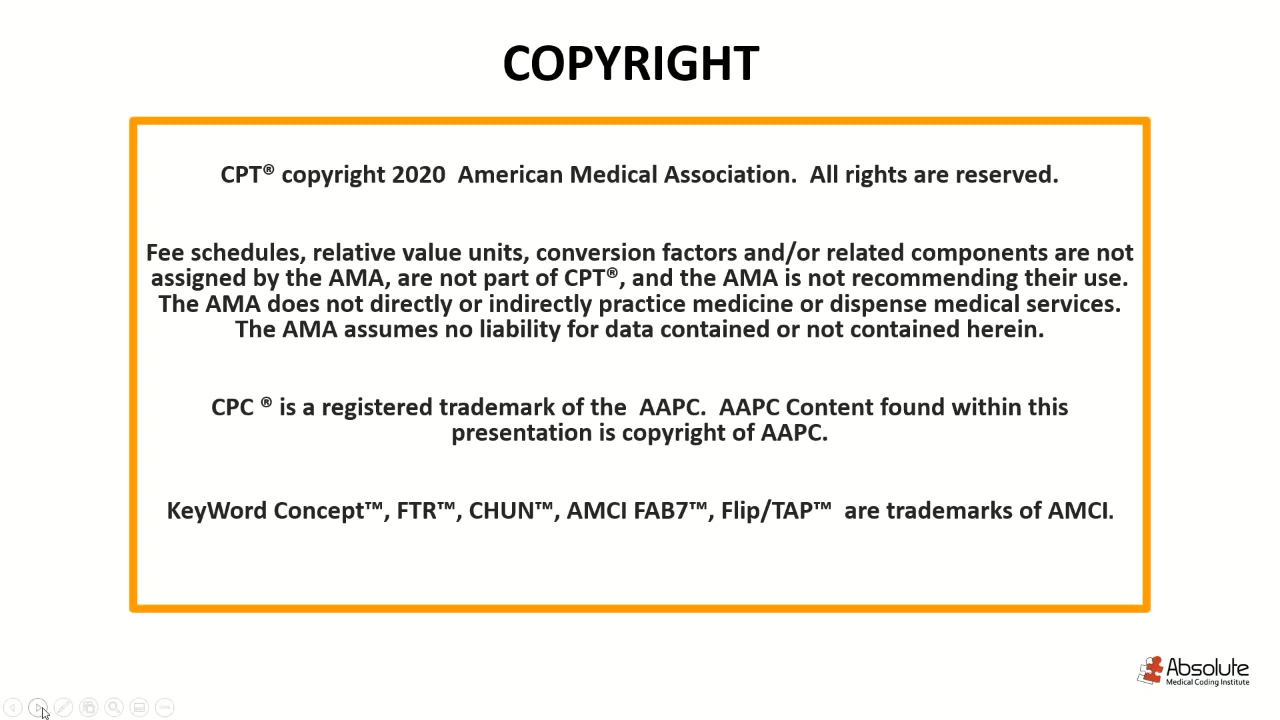 COPYRIGHT
CPT® copyright 2020  American Medical Association.  All rights are reserved.
Fee schedules, relative value units, conversion factors and/or related components are not
assigned by the AMA, are not part of CPT®, and the AMA is not recommending their use.
The AMA does not directly or indirectly practice medicine or dispense medical services.
The AMA assumes no liability for data contained or not contained herein.
CPC ® is a registered trademark of the  AAPC.  AAPC Content found within this
presentation is copyright of AAPC.
KeyWord Concept™, FTR™, CHUN™, AMCI FAB7™, Flip/TAP™  are trademarks of AMCI.
Absolute
Medical Coding Institute